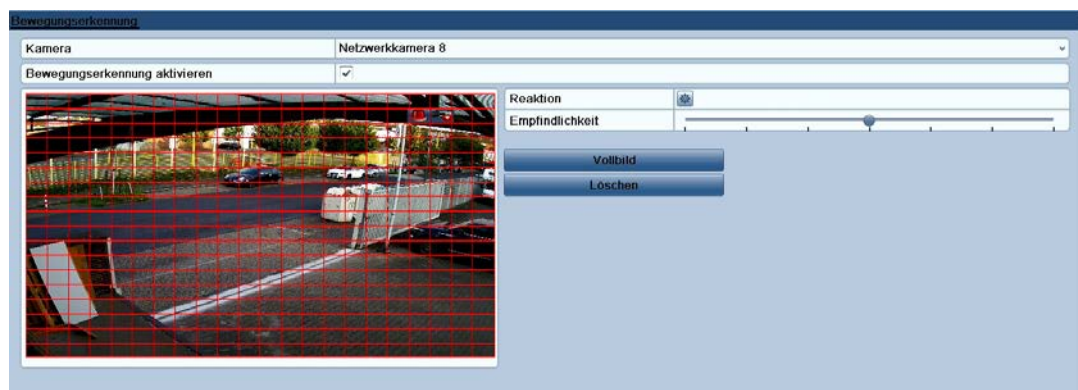 Bewegungserkennung
Kamera Netzwerkkamera 8
Bewegungserkennung aktivieren
Reaktion
Empfindlichkeit
Vollbild
Löschen